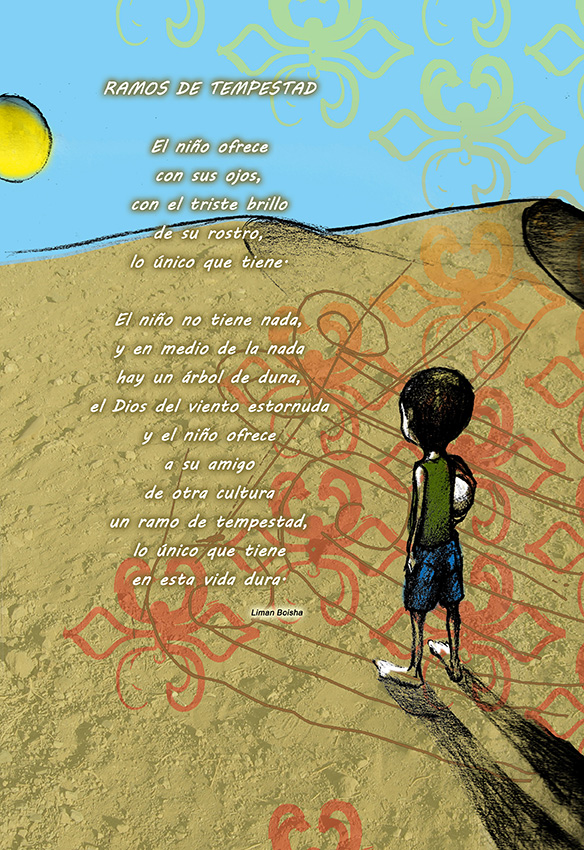 RAMOS DE TEMPESTAD
El niño ofrece
con sus ojos,
con el triste brillo
de su rostro,
lo único que tiene.
El niño no tiene nada,
y en medio de la nada
hay un árbol de duna,
el Dios del viento estornuda
y el niño ofrece
a su amigo
de otra cultura
un ramo de tempestad,
lo único que tiene
en esta vida dura.
Liman Boisha